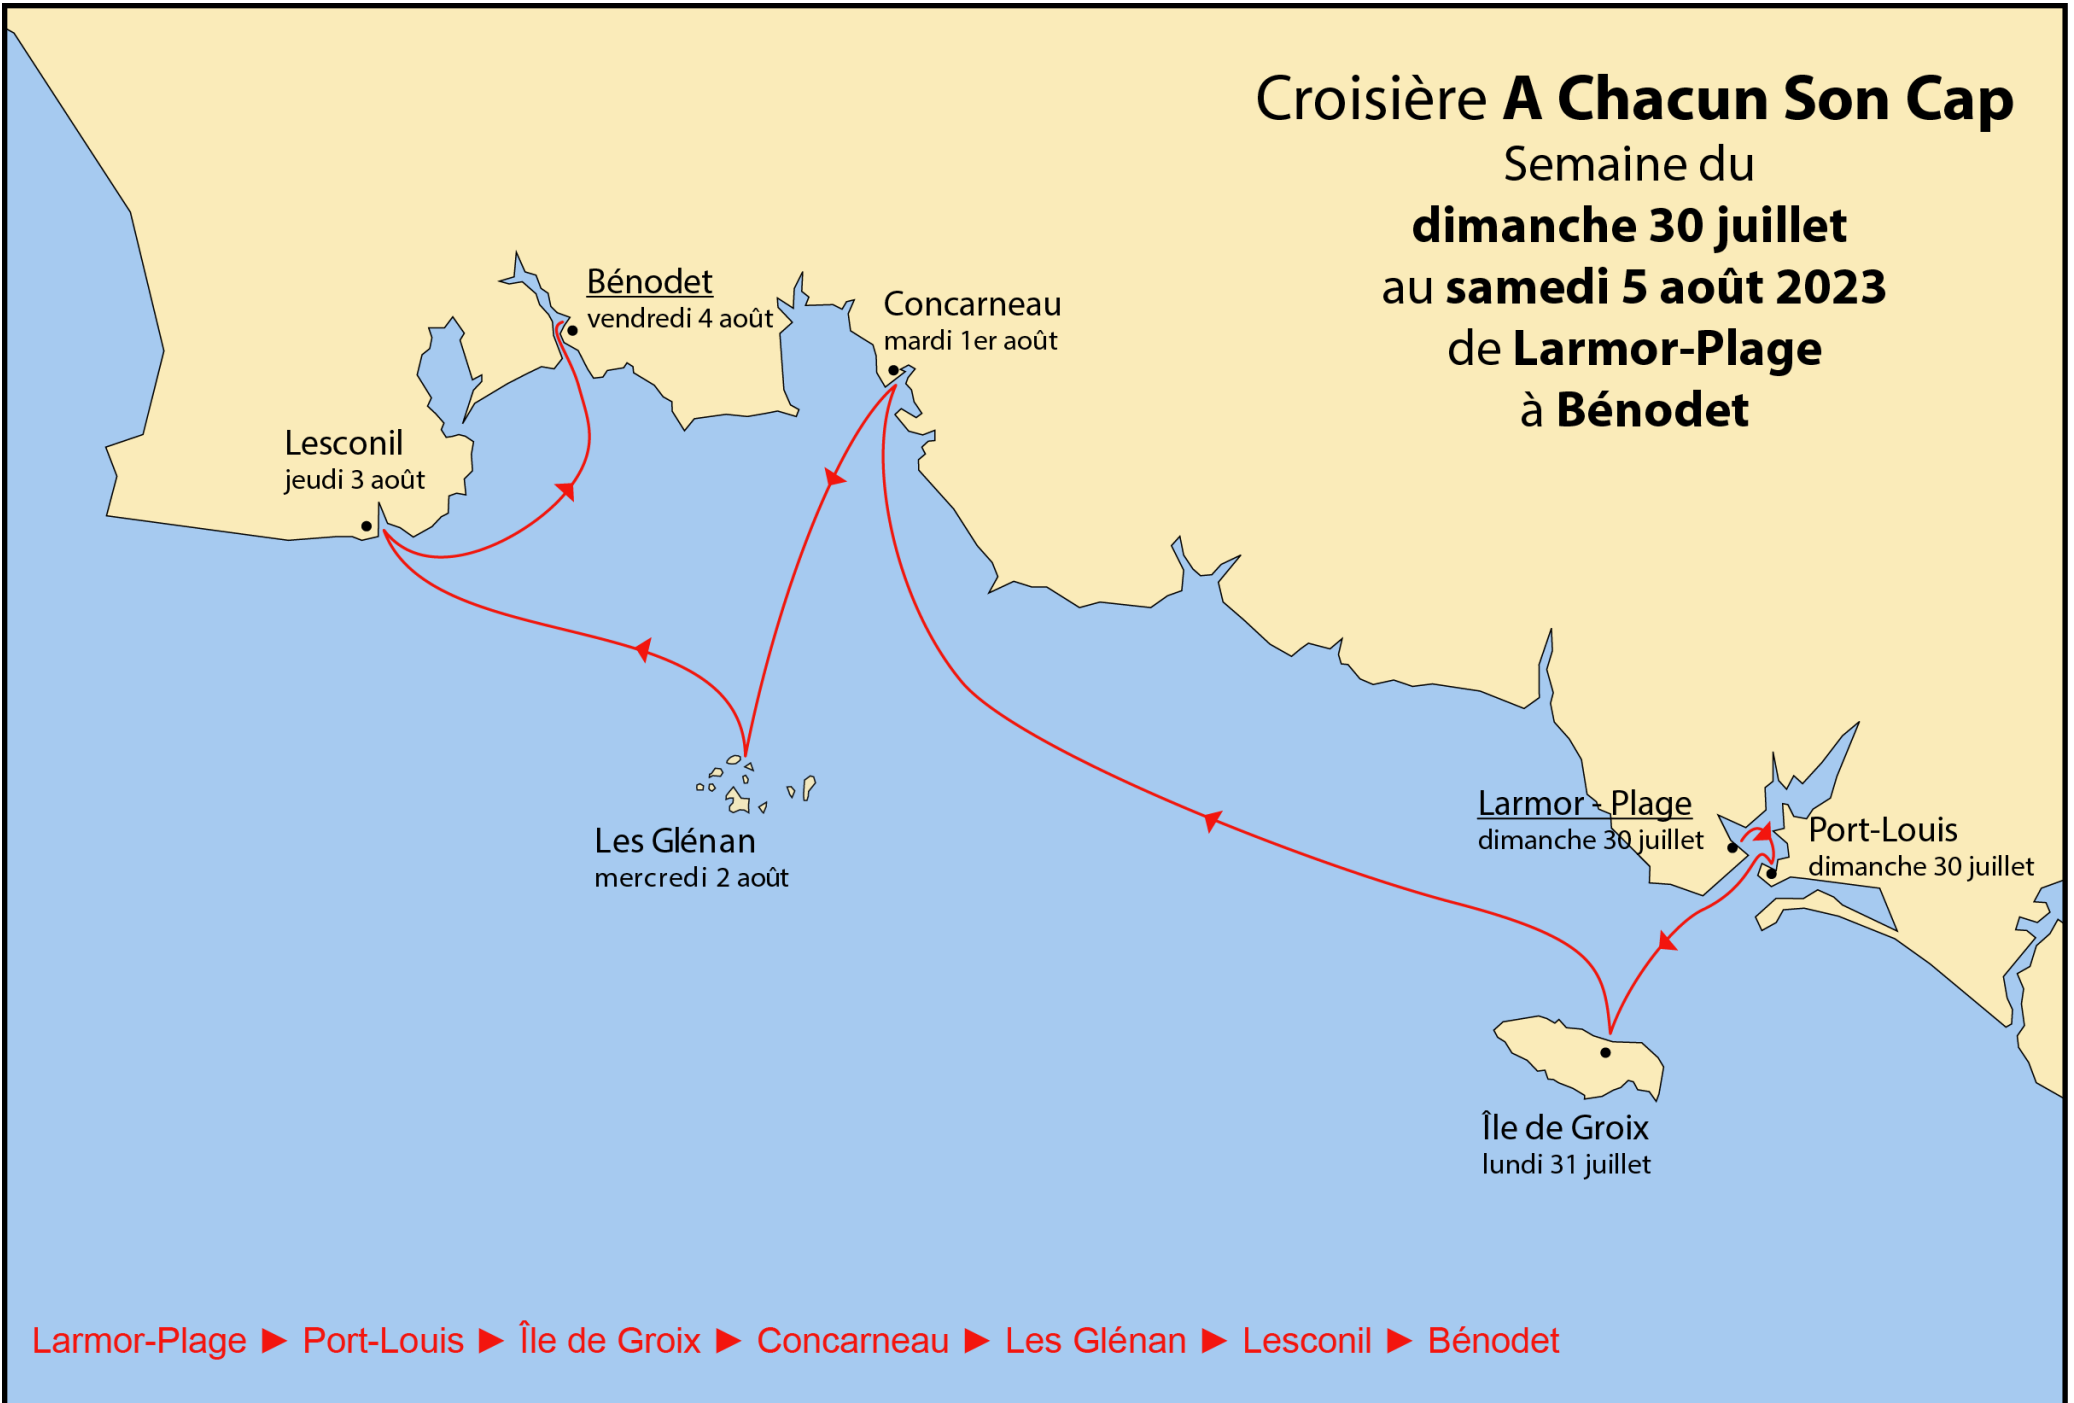 Croisière A Chacun Son Cap
Semaine du
dimanche 30 juillet
au samedi 5 août 2023
de Larmor-Plage
à Bénodet
Bénodet
vendredi 4 août
Concarneau
mardi 1er août
Lesconil
jeudi 3 août
Les Glénan
mercredi 2 août
Larmor - Plage
dimanche 30 juillet
Port-Louis
dimanche 30 juillet
Île de Groix
lundi 31 juillet
Larmor-Plage ► Port-Louis ► Île de Groix ► Concarneau ► Les Glénan ► Lesconil ► Bénodet